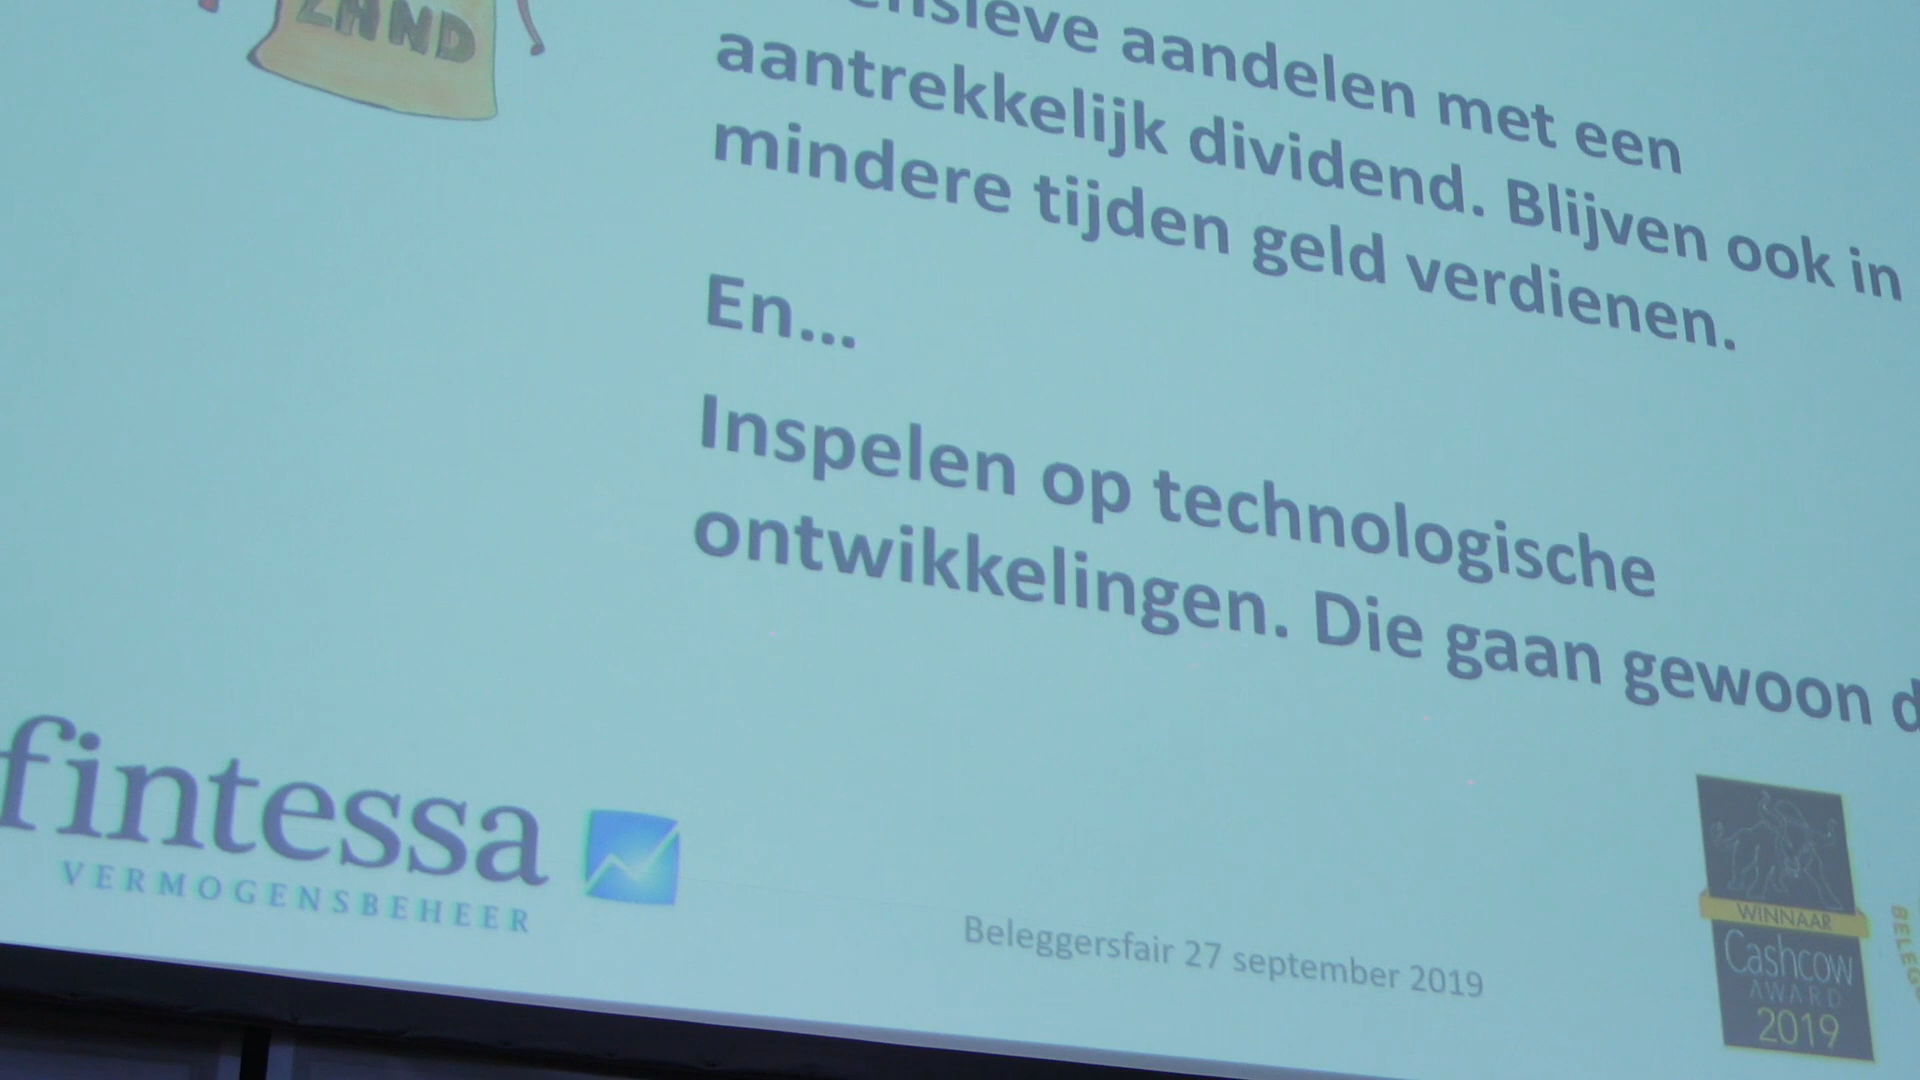 ZAND
aandelen met een
aantrekkelijk dividend. Blijven ook in
mindere tijden geld verdienen.
En...
Inspelen op technologische
ontwikkelingen. Die gaan gewoon
fintessa
VERMOGENSBEHEER
Beleggersfair 27 september 2019
WINNAAR
Cashcow
AWARD
2019